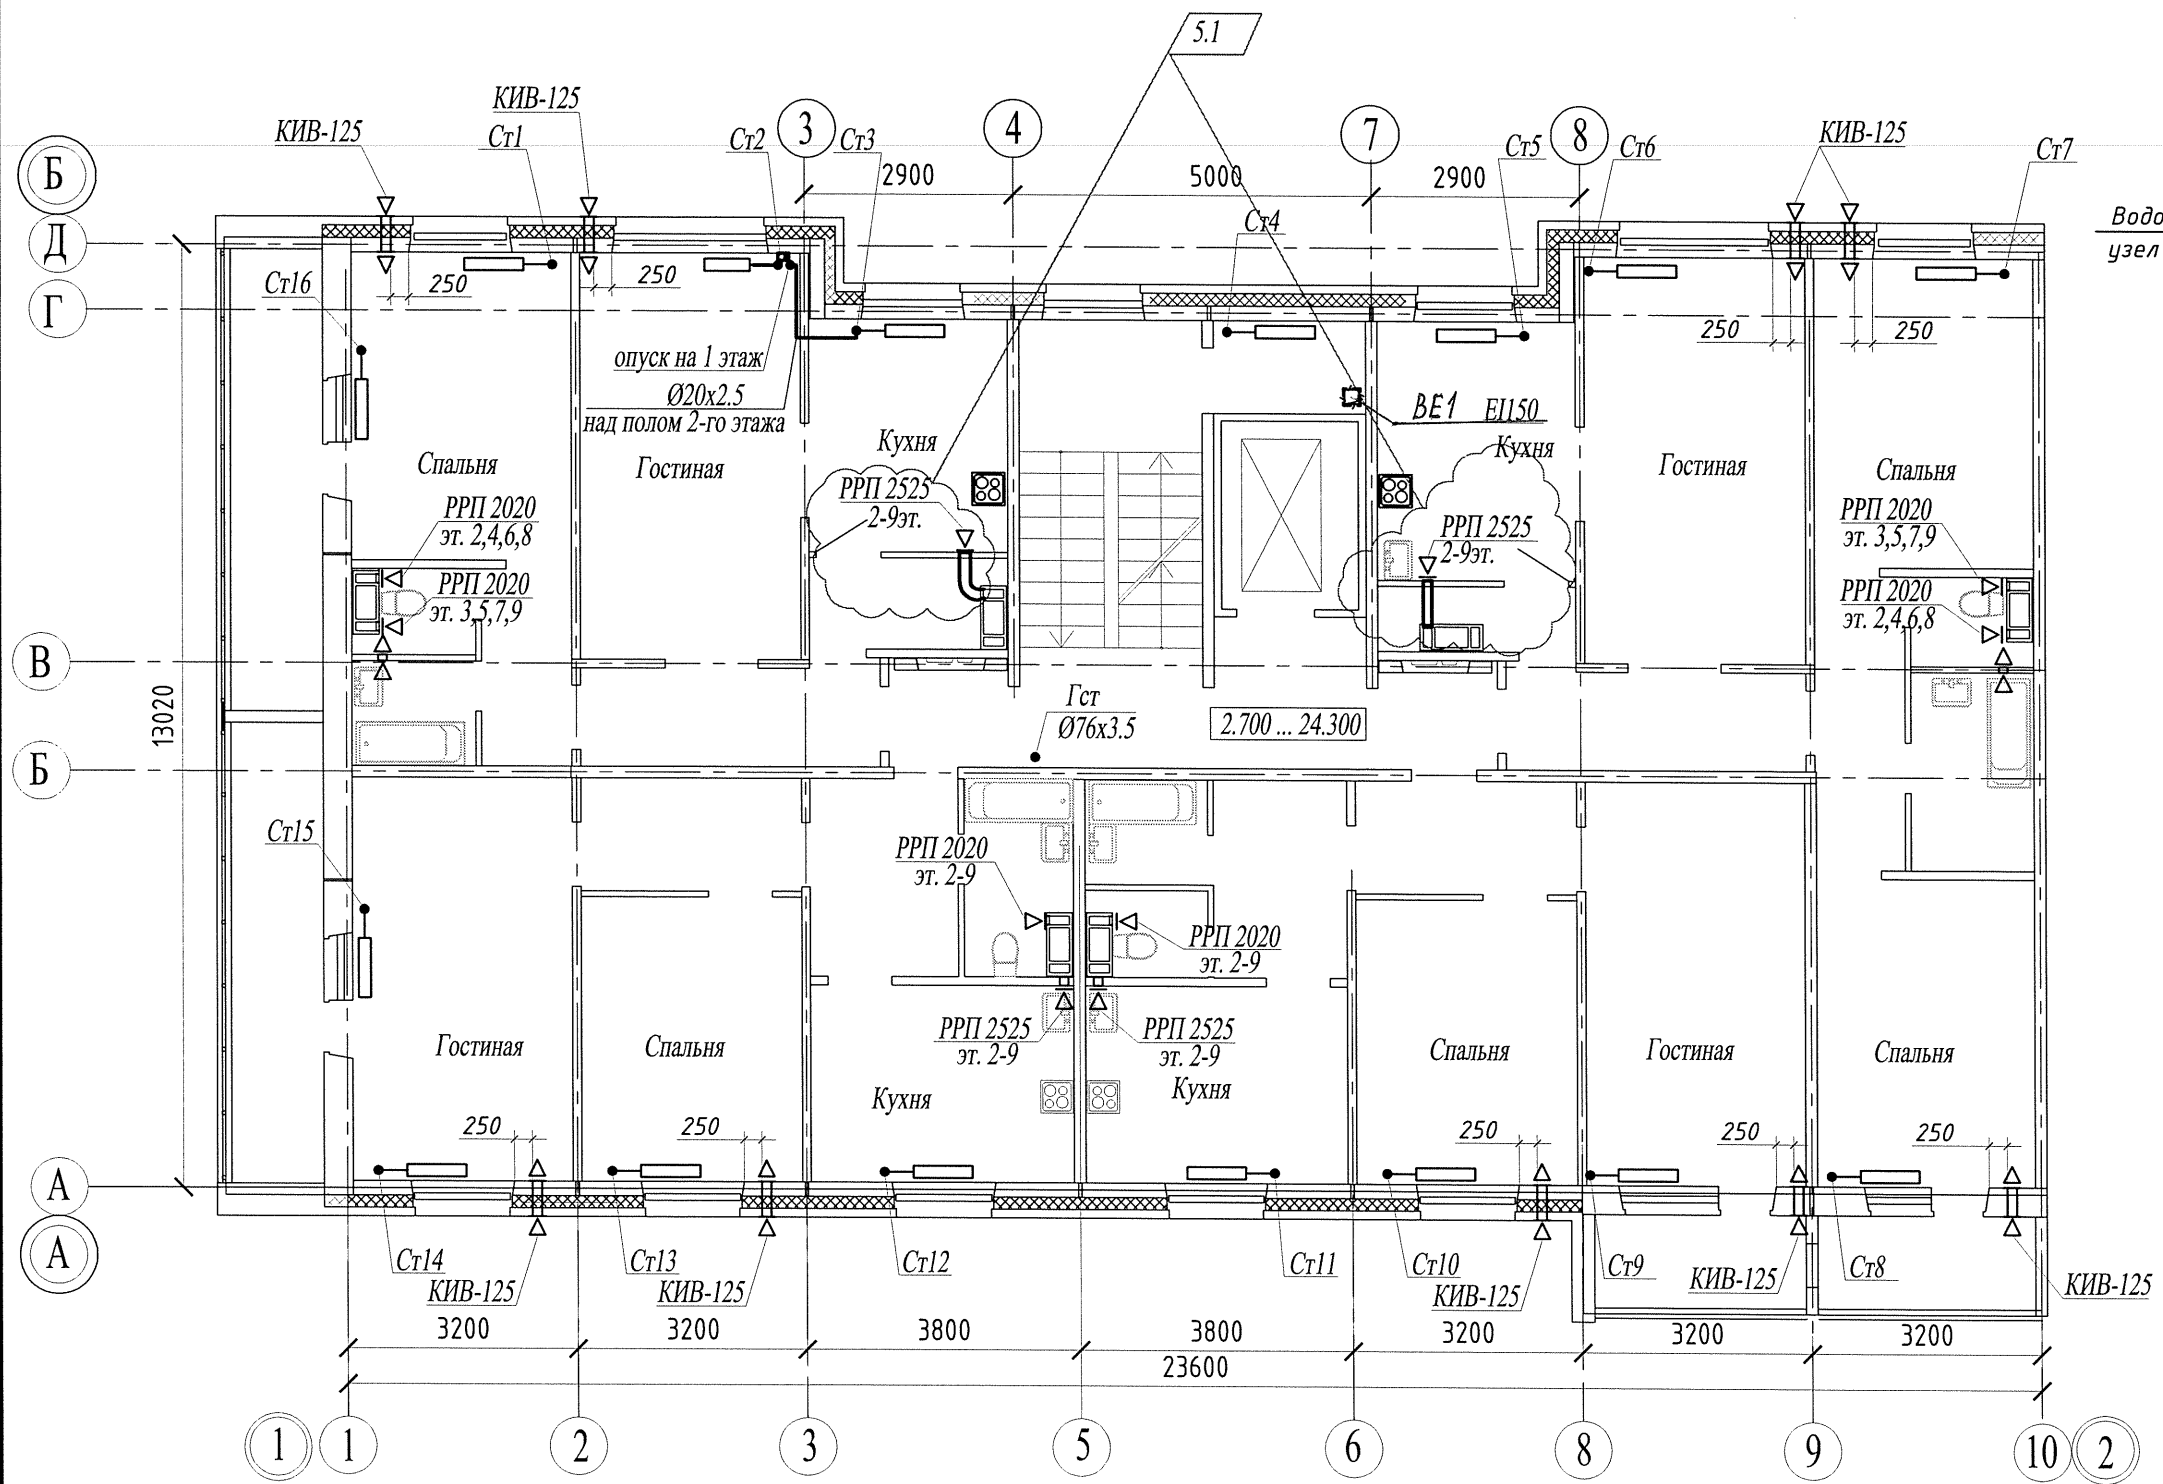 5.1
КИВ-125
КИВ-125
Ст1
Ст2
3
Ст3
4
7
Ст5
8
Ст6
КИВ-125
Ст7
Б
2900
5000
2900
Д
Ст4
Водо
узел
Г
Ст16
250
250
250
250
опуск на 1 этаж
Ø20х2.5
над полом 2-го этажа
ВЕ1 EI150
Кухня
Кухня
Спальня
Гостиная
Гостиная
Спальня
РРП 2525
2-9эт.
РРП 2020
эт. 2,4,6,8
РРП 2525
2-9эт.
РРП 2020
эт. 3,5,7,9
РРП 2020
эт. 3,5,7,9
РРП 2020
эт. 2,4,6,8
В
13020
Гст
Ø76х3.5
2.700 ... 24.300
Б
Ст15
РРП 2020
эт. 2-9
РРП 2020
эт. 2-9
РРП 2525
эт. 2-9
РРП 2525
эт. 2-9
Гостиная
Спальня
Кухня
Кухня
Спальня
Гостиная
Спальня
250
250
250
250
250
А
А
Ст14
КИВ-125
Ст13
КИВ-125
Ст12
Ст11
Ст10
КИВ-125
Ст9
КИВ-125
Ст8
КИВ-125
3200
3200
3800
3800
3200
3200
3200
23600
1
1
2
3
5
6
8
9
10
2